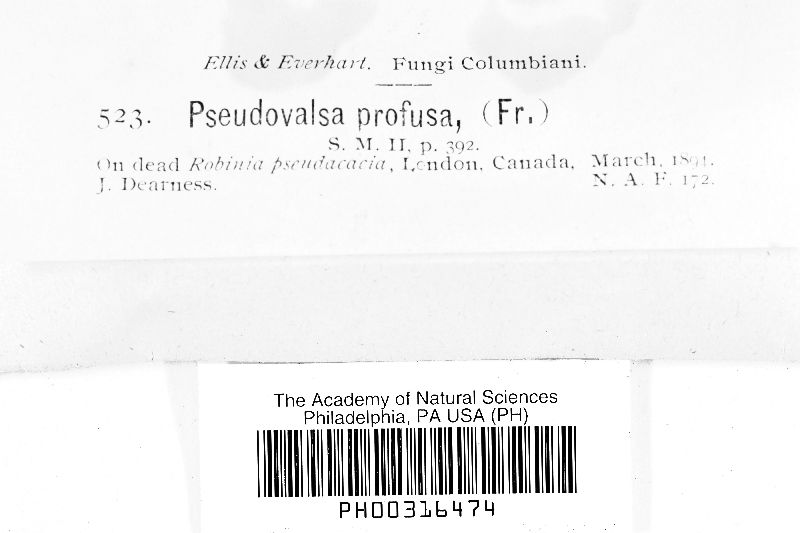 Ellis & Everhart. Fungi Columbiani.
523. Pseudovalsa profusa, (Fr.)
S. M. II, p. 392.
On dead Robinia pseudacacia, London, Canada, March, 1891.
J. Dearness. N. A. F. 172.
The Academy of Natural Sciences
Philadelphia, PA USA (PH)
PH00316474